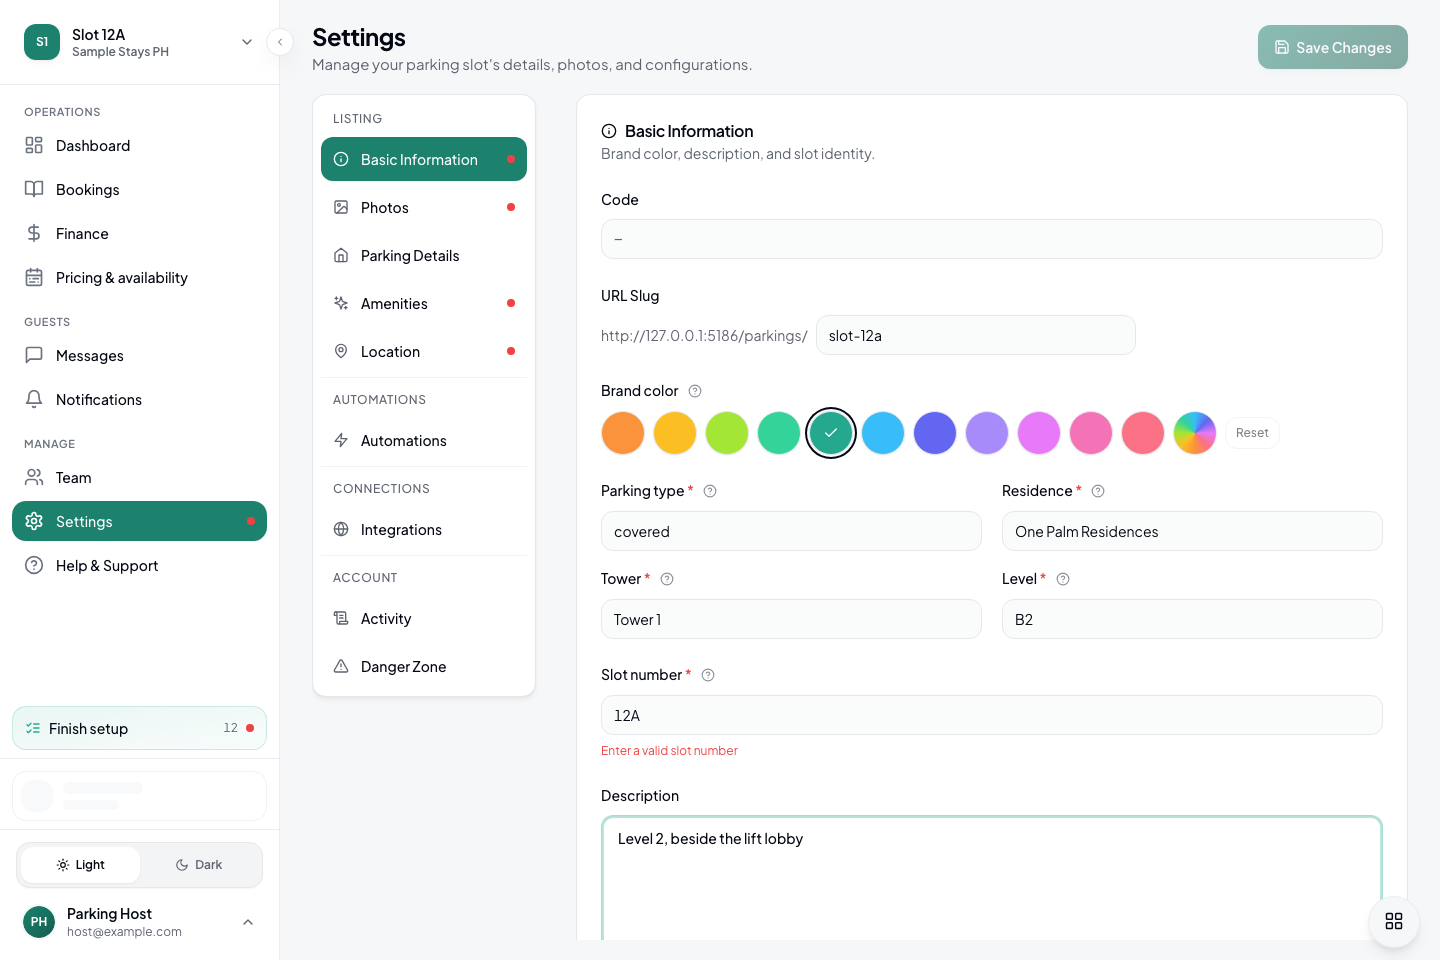 S1
Slot 12A
Sample Stays PH
OPERATIONS
Dashboard
Bookings
Finance
Pricing & availability
GUESTS
Messages
Notifications
MANAGE
Team
Settings
Help & Support
Finish setup
12
Light
Dark
PH
Parking Host
host@example.com
Settings
Manage your parking slot's details, photos, and configurations.
Save Changes
LISTING
Basic Information
Photos
Parking Details
Amenities
Location
AUTOMATIONS
Automations
CONNECTIONS
Integrations
ACCOUNT
Activity
Danger Zone
Basic Information
Brand color, description, and slot identity.
Code
—
URL Slug
http://127.0.0.1:5186/parkings/
slot-12a
Brand color
Reset
Parking type *
Residence *
covered
One Palm Residences
Tower *
Level *
Tower 1
B2
Slot number *
12A
Enter a valid slot number
Description
Level 2, beside the lift lobby